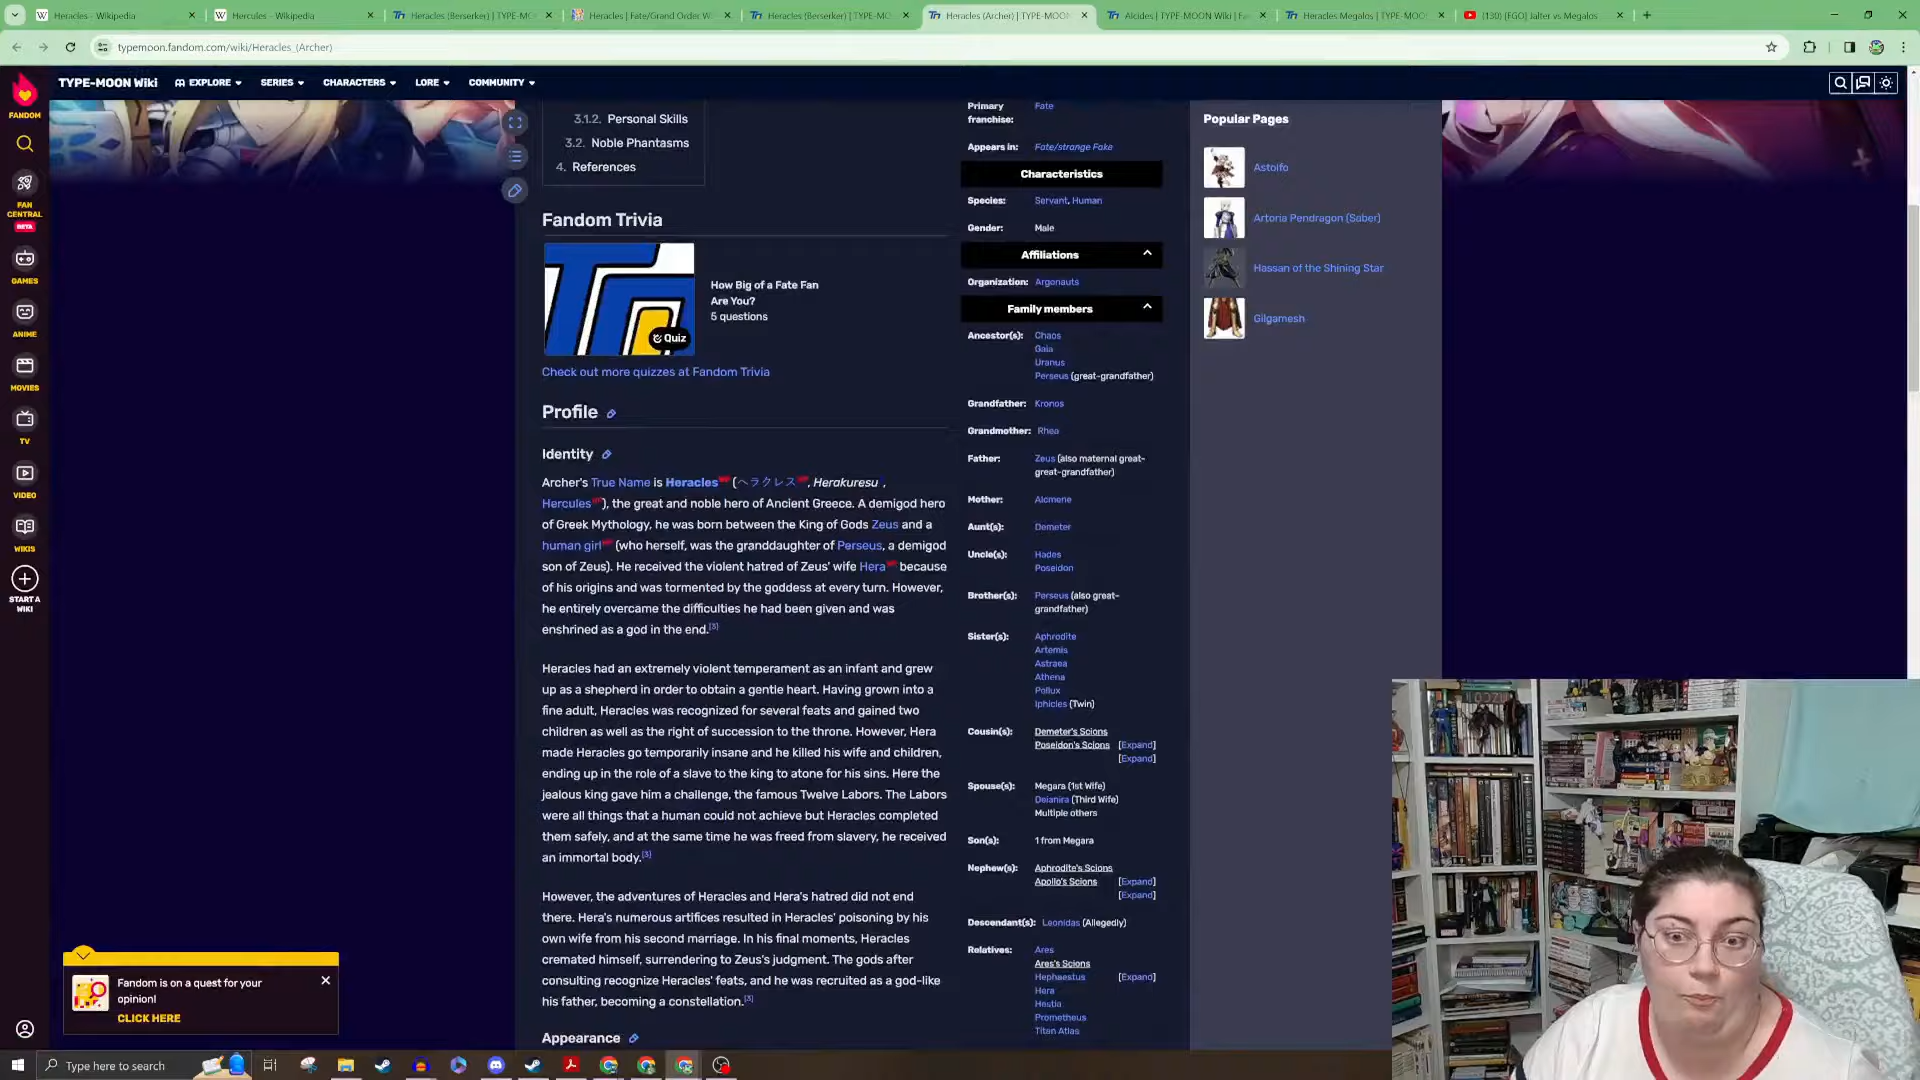 Heracles - Wikipedia
Hercules - Wikipedia
Heracles (Berserker) | TYPE-MO
Heracles | Fate/Grand Order W
Heracles (Berserker) | TYPE-MO
Heracles (Archer) | TYPE-MOON
Alcides | TYPE-MOON Wiki | Fan
Heracles Megalos | TYPE-MOO
(130) [FGO] Jalter vs Megalos
typemoon.fandom.com/wiki/Heracles_(Archer)
FANDOM
TYPE-MOON Wiki
EXPLORE
SERIES
CHARACTERS
LORE
COMMUNITY
FAN CENTRAL
BETA
GAMES
ANIME
MOVIES
TV
VIDEO
WIKIS
START A WIKI
3.1.2. Personal Skills
3.2. Noble Phantasms
4. References
Fandom Trivia
Quiz
How Big of a Fate Fan
Are You?
5 questions
Check out more quizzes at Fandom Trivia
Profile
Identity
Archer's True Name is Heracles (ヘラクレス, Herakuresu,
Hercules), the great and noble hero of Ancient Greece. A demigod hero
of Greek Mythology, he was born between the King of Gods Zeus and a
human girl (who herself, was the granddaughter of Perseus, a demigod
son of Zeus). He received the violent hatred of Zeus' wife Hera because
of his origins and was tormented by the goddess at every turn. However,
he entirely overcame the difficulties he had been given and was
enshrined as a god in the end.[3]
Heracles had an extremely violent temperament as an infant and grew
up as a shepherd in order to obtain a gentle heart. Having grown into a
fine adult, Heracles was recognized for several feats and gained two
children as well as the right of succession to the throne. However, Hera
made Heracles go temporarily insane and he killed his wife and children,
ending up in the role of a slave to the king to atone for his sins. Here the
jealous king gave him a challenge, the famous Twelve Labors. The Labors
were all things that a human could not achieve but Heracles completed
them safely, and at the same time he was freed from slavery, he received
an immortal body.[3]
However, the adventures of Heracles and Hera's hatred did not end
there. Hera's numerous artifices resulted in Heracles' poisoning by his
own wife from his second marriage. In his final moments, Heracles
cremated himself, surrendering to Zeus's judgment. The gods after
consulting recognize Heracles' feats, and he was recruited as a god-like
his father, becoming a constellation.[3]
Appearance
Primary franchise: Fate
Appears in: Fate/strange Fake
Characteristics
Species: Servant, Human
Gender: Male
Affiliations
Organization: Argonauts
Family members
Ancestor(s): Chaos
Gaia
Uranus
Perseus (great-grandfather)
Grandfather: Kronos
Grandmother: Rhea
Father: Zeus (also maternal great-
great-grandfather)
Mother: Alcmene
Aunt(s): Demeter
Uncle(s): Hades
Poseidon
Brother(s): Perseus (also great-
grandfather)
Sister(s): Aphrodite
Artemis
Astraea
Athena
Pollux
Iphicles (Twin)
Cousin(s): Demeter's Scions
Poseidon's Scions [Expand]
[Expand]
Spouse(s): Megara (1st Wife)
Deianira (Third Wife)
Multiple others
Son(s): 1 from Megara
Nephew(s): Aphrodite's Scions
Apollo's Scions [Expand]
[Expand]
Descendant(s): Leonidas (Allegedly)
Relatives: Ares
Ares's Scions
Hephaestus [Expand]
Hera
Hestia
Prometheus
Titan Atlas
Popular Pages
Astolfo
Artoria Pendragon (Saber)
Hassan of the Shining Star
Gilgamesh
Fandom is on a quest for your
opinion!
CLICK HERE
Type here to search